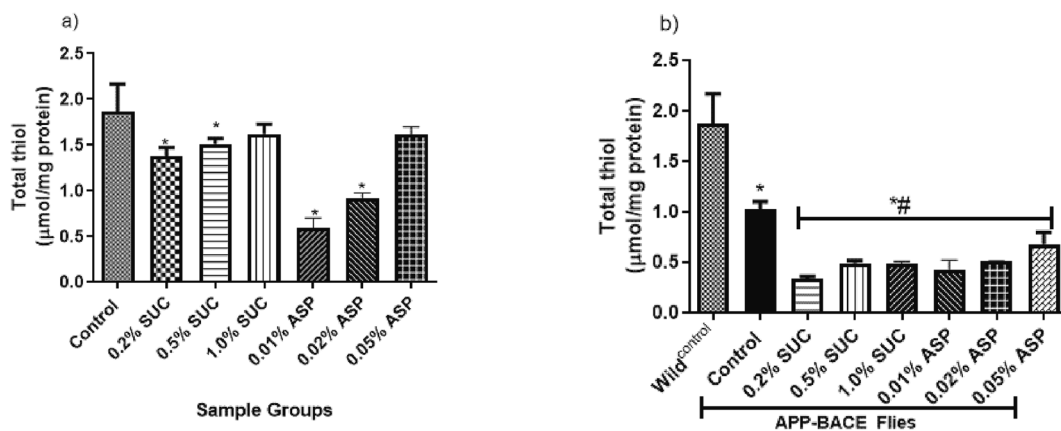 a)
Total thiol
(µmol/mg protein)
2.5
2.0
1.5
1.0
0.5
0.0
* * * *
Control
0.2% SUC
0.5% SUC
1.0% SUC
0.01% ASP
0.02% ASP
0.05% ASP
Sample Groups
b)
Total thiol
(µmol/mg protein)
2.5
2.0
1.5
1.0
0.5
0.0
*
*#
Wild control
Control
0.2% SUC
0.5% SUC
1.0% SUC
0.01% ASP
0.02% ASP
0.05% ASP
APP-BACE Flies